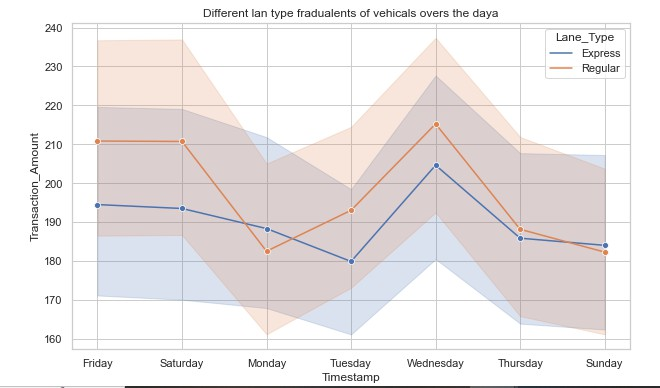 Different lan type fradualents of vehicals overs the daya
Lane_Type
Express
Regular
Transaction_Amount
240
230
220
210
200
190
180
170
160
Friday Saturday Monday Tuesday Wednesday Thursday Sunday
Timestamp